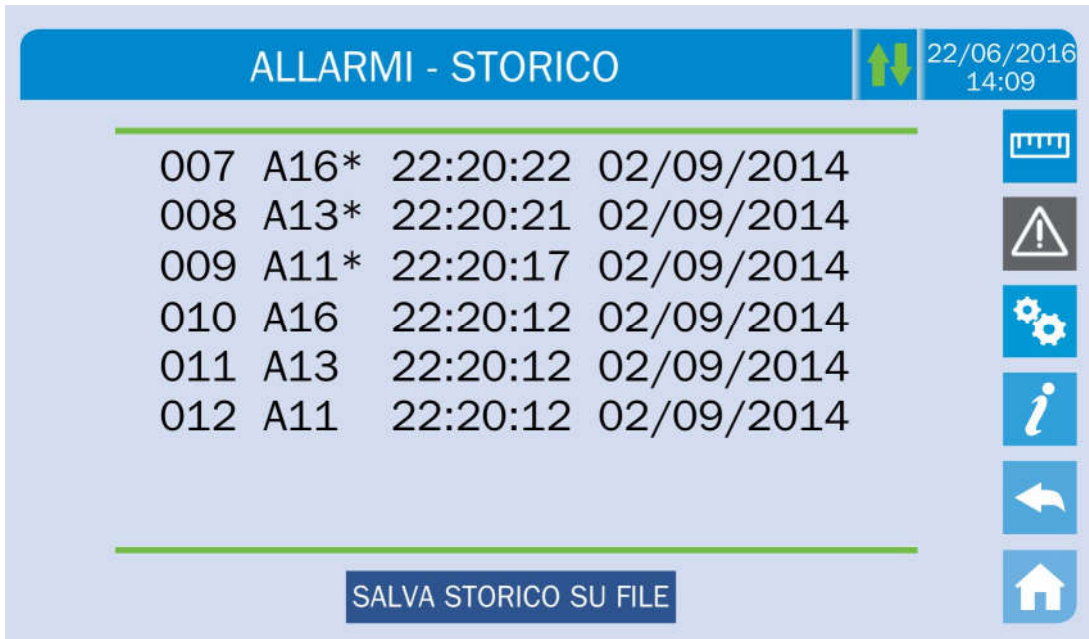 ALLARMI - STORICO
22/06/2016
14:09
007 A16* 22:20:22 02/09/2014
008 A13* 22:20:21 02/09/2014
009 A11* 22:20:17 02/09/2014
010 A16 22:20:12 02/09/2014
011 A13 22:20:12 02/09/2014
012 A11 22:20:12 02/09/2014
SALVA STORICO SU FILE